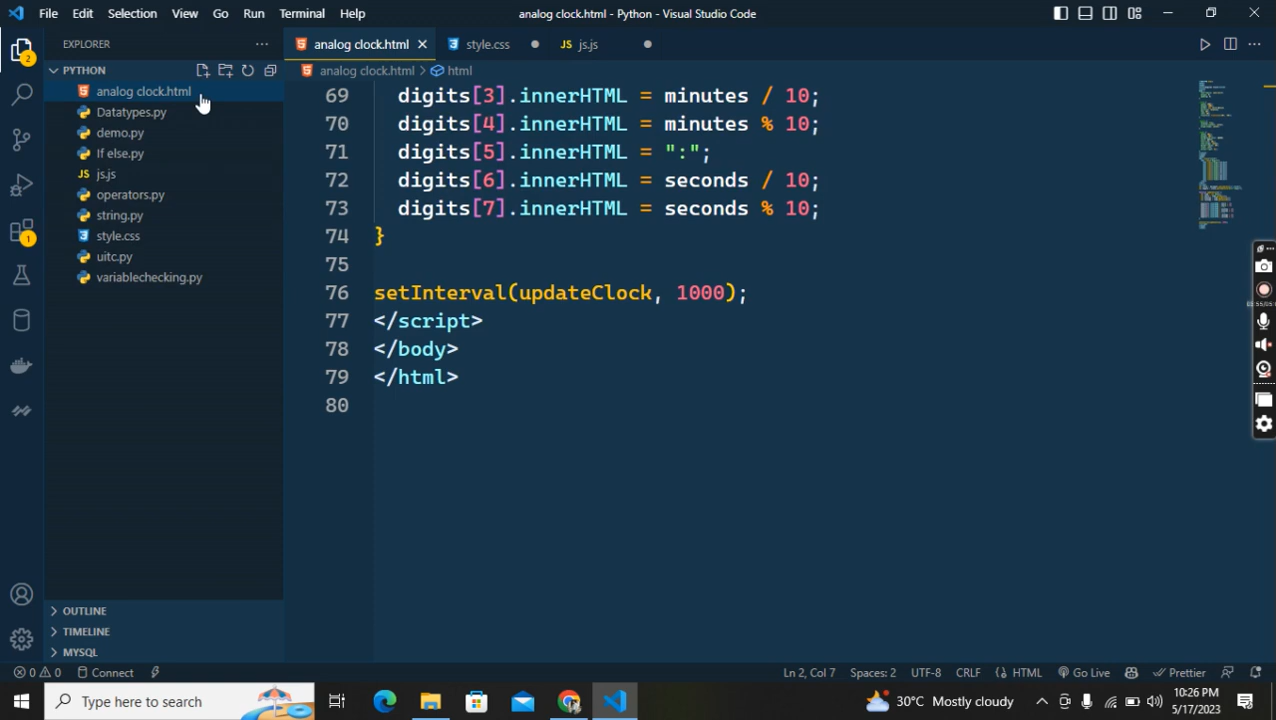 File Edit Selection View Go Run Terminal Help
analog clock.html - Python - Visual Studio Code
EXPLORER
analog clock.html
style.css
JS js.js
PYTHON
analog clock.html > html
analog clock.html
Datatypes.py
demo.py
If else.py
JS js.js
operators.py
string.py
style.css
uitc.py
variablechecking.py
69 digits[3].innerHTML = minutes / 10;
70 digits[4].innerHTML = minutes % 10;
71 digits[5].innerHTML = ":";
72 digits[6].innerHTML = seconds / 10;
73 digits[7].innerHTML = seconds % 10;
74 }
75
76 setInterval(updateClock, 1000);
77 </script>
78 </body>
79 </html>
80
2
1
OUTLINE
TIMELINE
MYSQL
0 0 Connect
Ln 2, Col 7 Spaces: 2 UTF-8 CRLF {} HTML Go Live Prettier
Type here to search
30°C Mostly cloudy
10:26 PM
5/17/2023